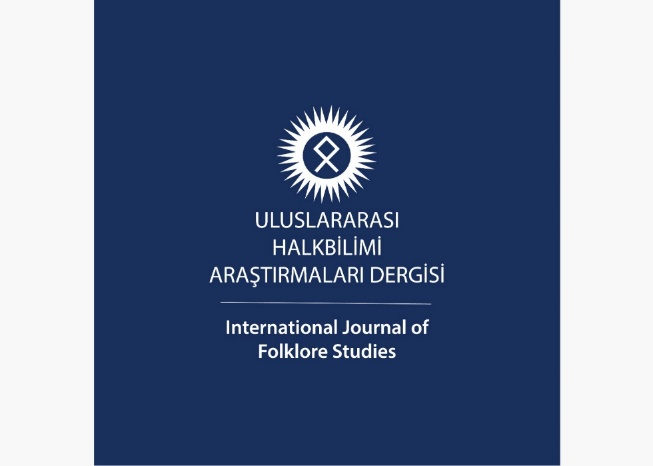 ULUSLARARASI
HALKBİLİMİ
ARAŞTIRMALARI DERGİSİ
International Journal of
Folklore Studies